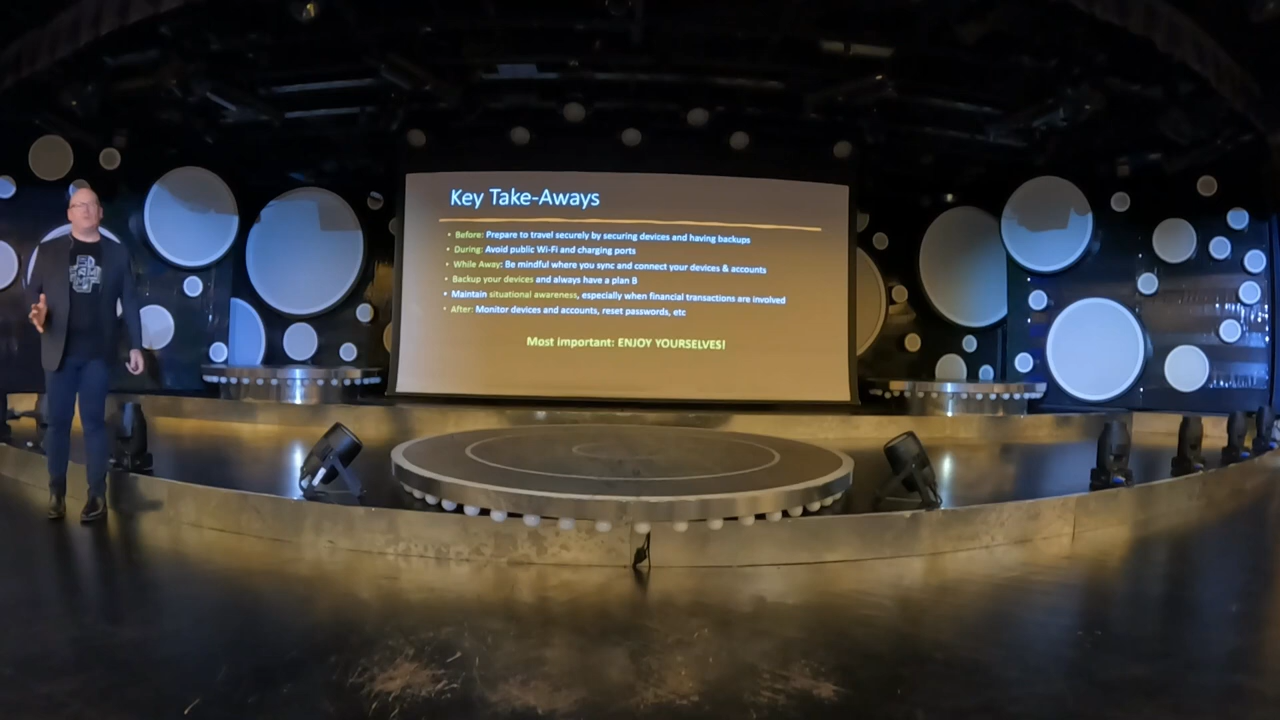 Key Take-Aways
• Before: Prepare to travel securely by securing devices and having backups
• During: Avoid public Wi-Fi and charging ports
• While Away: Be mindful where you sync and connect your devices & accounts
• Backup your devices and always have a plan B
• Maintain situational awareness, especially when financial transactions are involved
• After: Monitor devices and accounts, reset passwords, etc
Most important: ENJOY YOURSELVES!